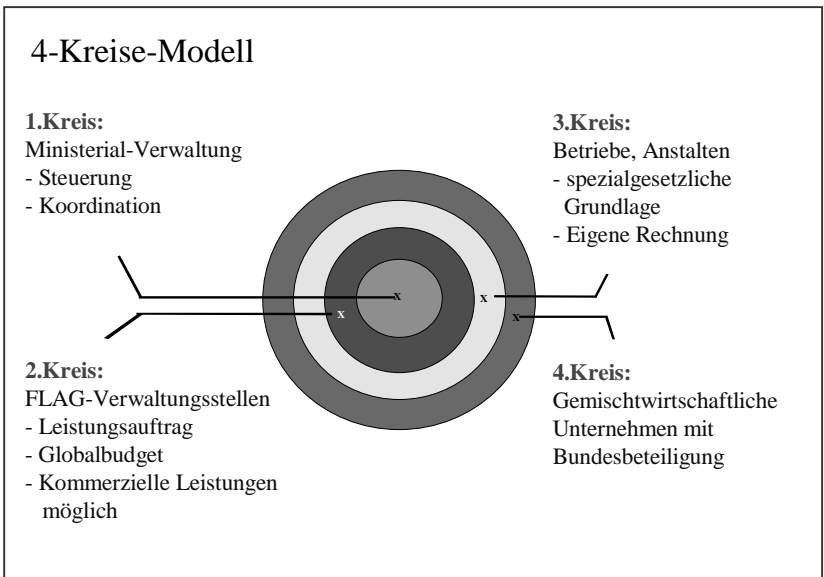 4-Kreise-Modell
1.Kreis:
Ministerial-Verwaltung
- Steuerung
- Koordination
3.Kreis:
Betriebe, Anstalten
- spezialgesetzliche
Grundlage
- Eigene Rechnung
x
x
x
x
2.Kreis:
FLAG-Verwaltungsstellen
- Leistungsauftrag
- Globalbudget
- Kommerzielle Leistungen
möglich
4.Kreis:
Gemischtwirtschaftliche
Unternehmen mit
Bundesbeteiligung